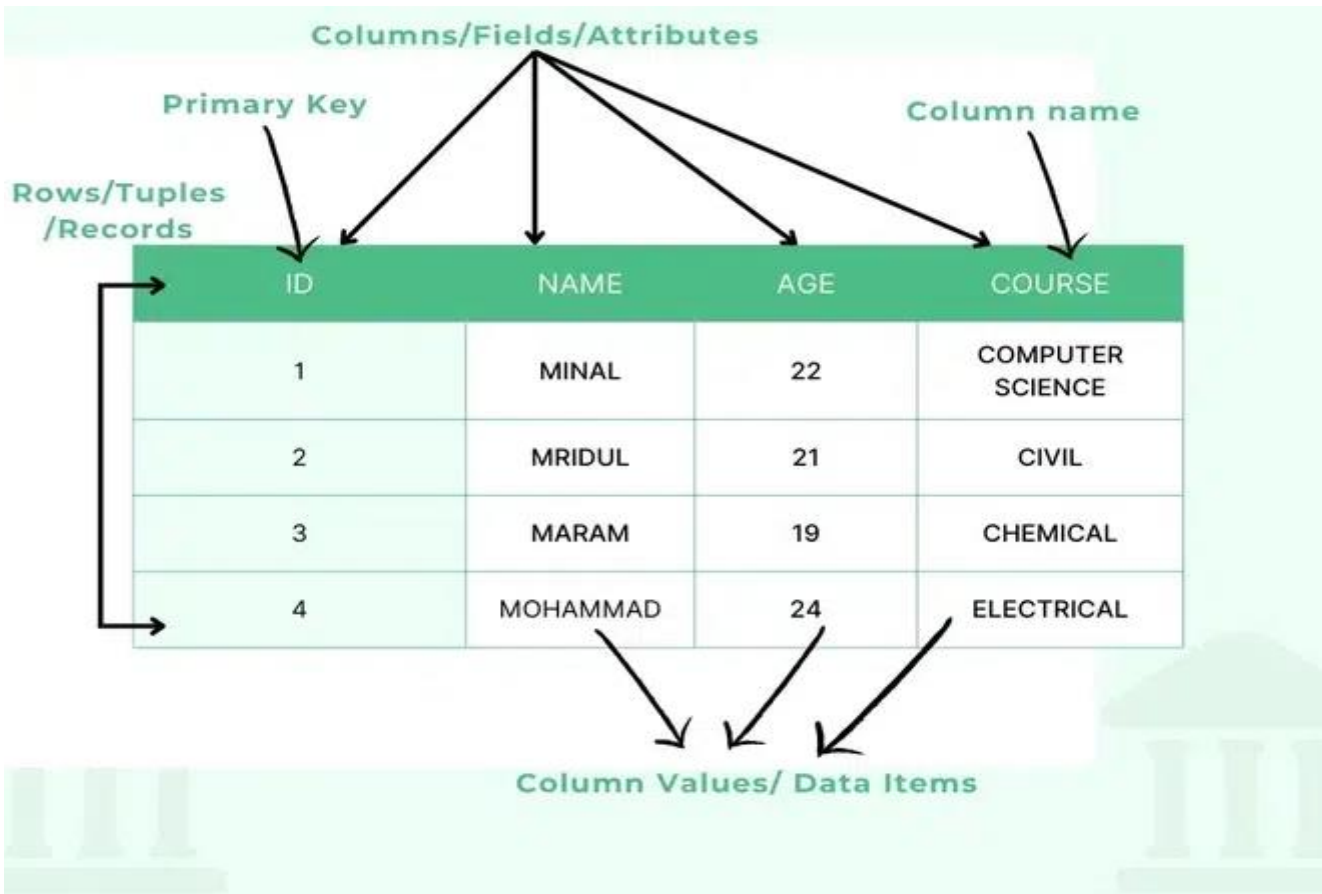 Columns/Fields/Attributes
Primary Key
Column name
Rows/Tuples
/Records
ID NAME AGE COURSE
1 MINAL 22 COMPUTER
SCIENCE
2 MRIDUL 21 CIVIL
3 MARAM 19 CHEMICAL
4 MOHAMMAD 24 ELECTRICAL
Column Values/ Data Items